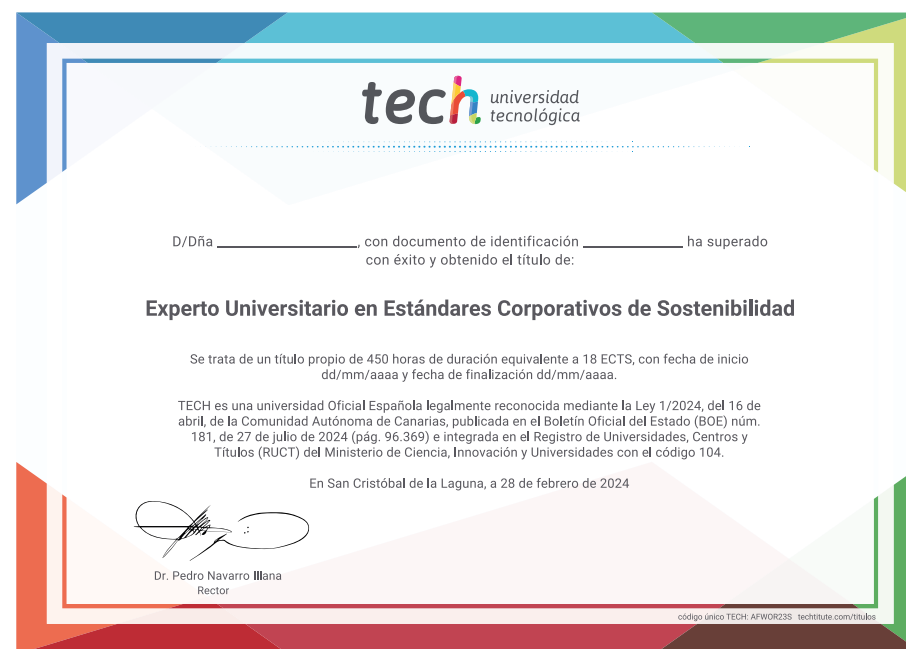 tech universidad
tecnológica
D/Dña ____________, con documento de identificación ____________ ha superado
con éxito y obtenido el título de:
Experto Universitario en Estándares Corporativos de Sostenibilidad
Se trata de un título propio de 450 horas de duración equivalente a 18 ECTS, con fecha de inicio
dd/mm/aaaa y fecha de finalización dd/mm/aaaa.
TECH es una universidad Oficial Española legalmente reconocida mediante la Ley 1/2024, del 16 de
abril, de la Comunidad Autónoma de Canarias, publicada en el Boletín Oficial del Estado (BOE) núm.
181, de 27 de julio de 2024 (pág. 96.369) e integrada en el Registro de Universidades, Centros y
Títulos (RUCT) del Ministerio de Ciencia, Innovación y Universidades con el código 104.
En San Cristóbal de la Laguna, a 28 de febrero de 2024
Dr. Pedro Navarro Illana
Rector
código único TECH: AFWOR23S techtitute.com/titulos